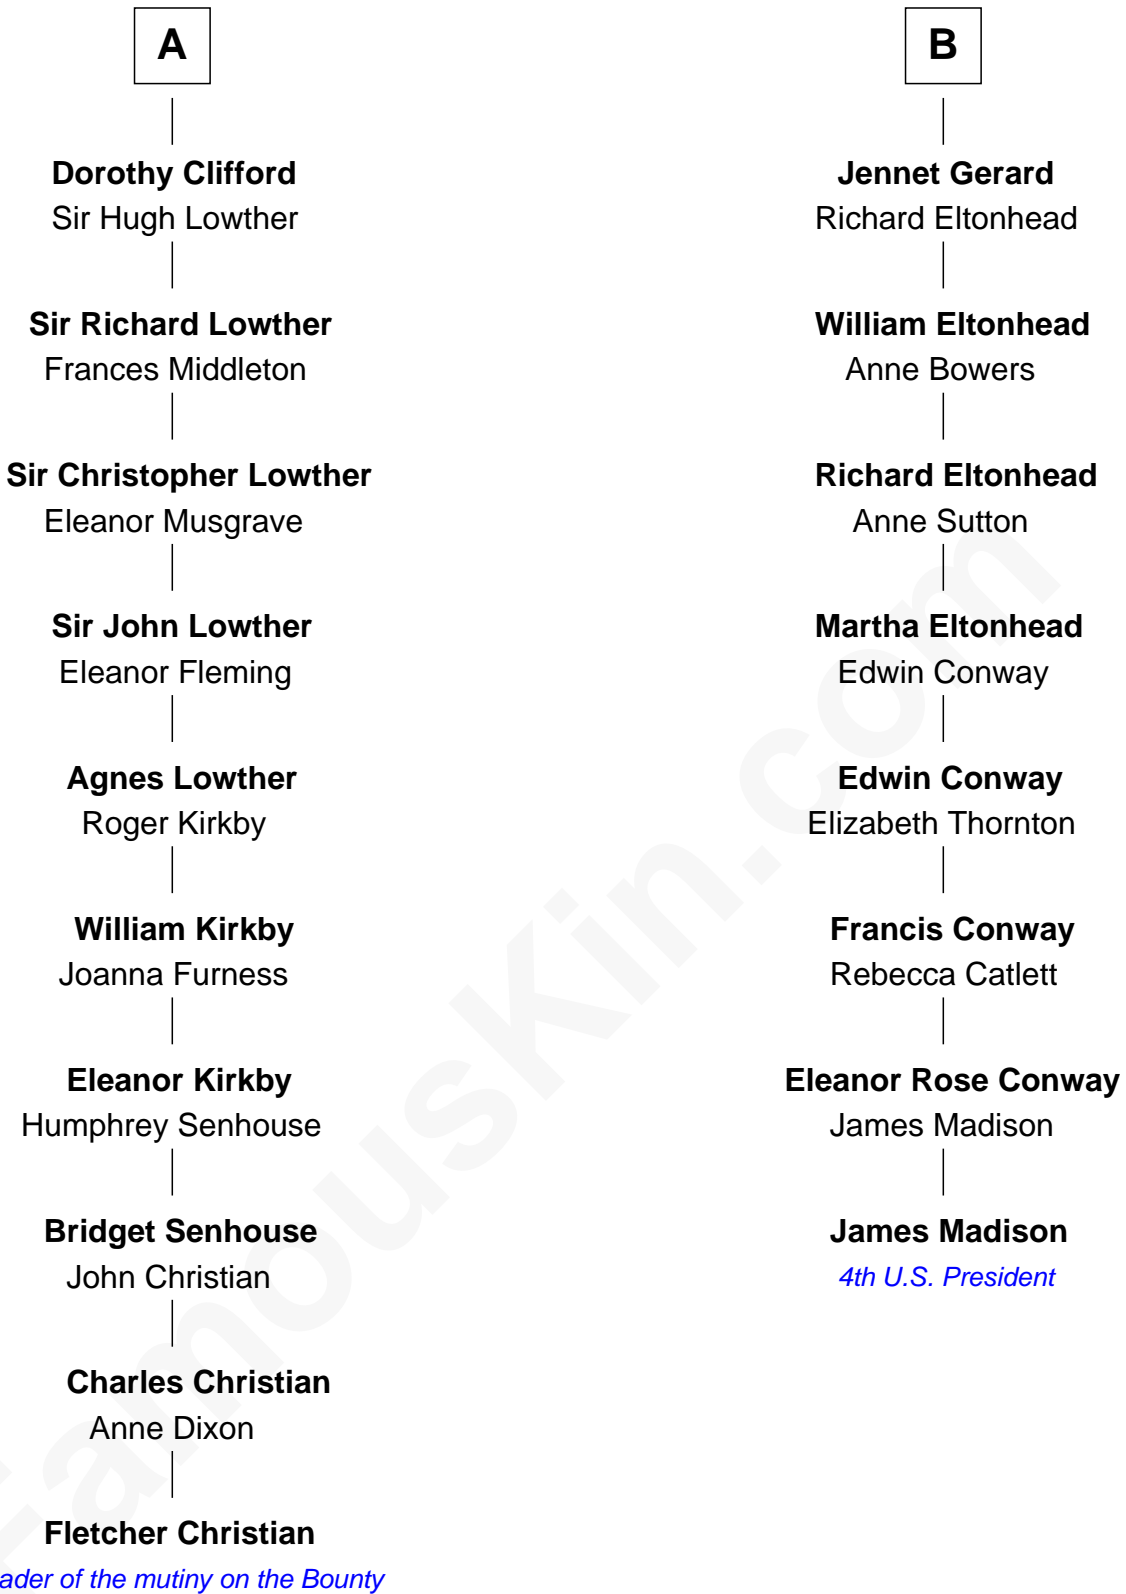 A
Dorothy Clifford
Sir Hugh Lowther
Sir Richard Lowther
Frances Middleton
Sir Christopher Lowther
Eleanor Musgrave
Sir John Lowther
Eleanor Fleming
Agnes Lowther
Roger Kirkby
William Kirkby
Joanna Furness
Eleanor Kirkby
Humphrey Senhouse
Bridget Senhouse
John Christian
Charles Christian
Anne Dixon
Fletcher Christian
of the mutiny on the Bounty
B
Jennet Gerard
Richard Eltonhead
William Eltonhead
Anne Bowers
Richard Eltonhead
Anne Sutton
Martha Eltonhead
Edwin Conway
Edwin Conway
Elizabeth Thornton
Francis Conway
Rebecca Catlett
Eleanor Rose Conway
James Madison
James Madison
4th U.S. President
FamousKin.com